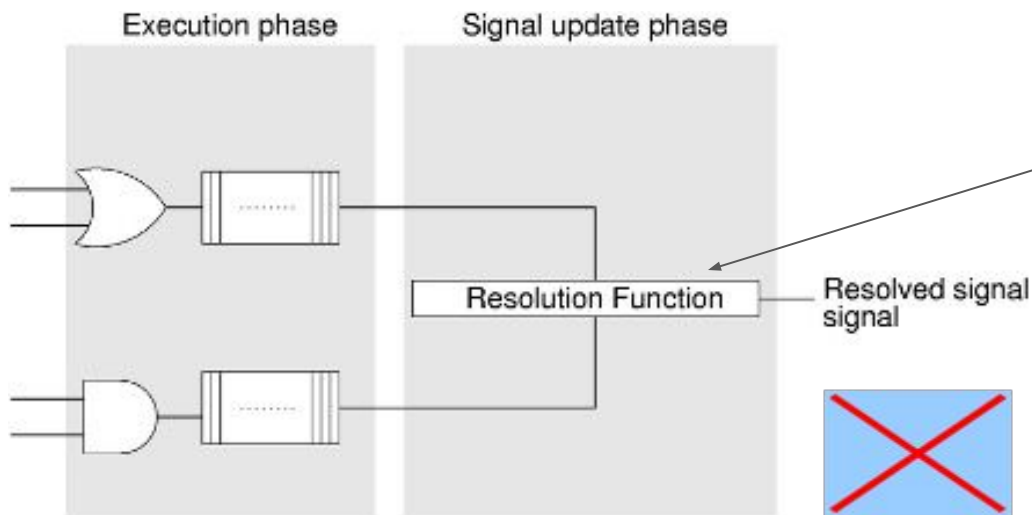 Execution phase
Signal update phase
Resolution Function
Resolved signal
signal